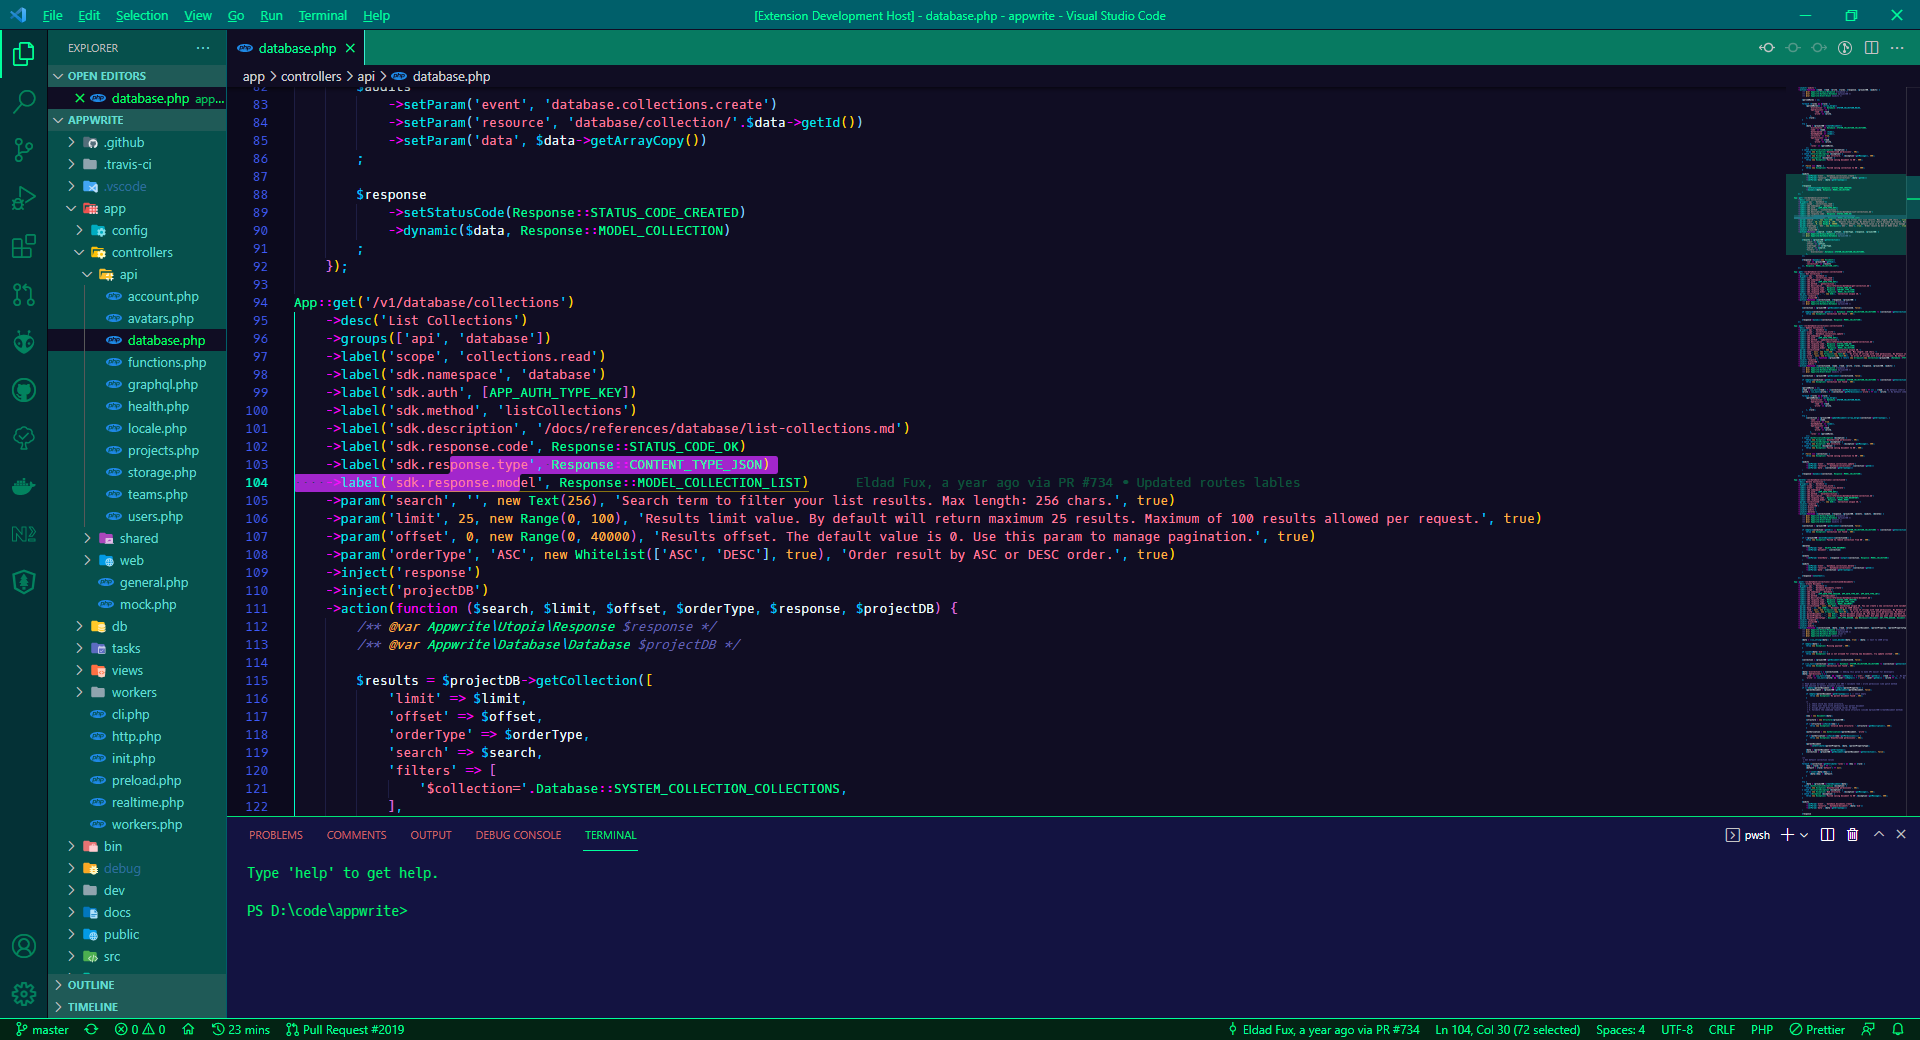 File Edit Selection View Go Run Terminal Help
[Extension Development Host] - database.php - appwrite - Visual Studio Code
EXPLORER
OPEN EDITORS
database.php app...
APPWRITE
.github
.travis-ci
.vscode
app
config
controllers
api
account.php
avatars.php
database.php
functions.php
graphql.php
health.php
locale.php
projects.php
storage.php
teams.php
users.php
shared
web
general.php
mock.php
db
tasks
views
workers
cli.php
http.php
init.php
preload.php
realtime.php
workers.php
bin
debug
dev
docs
public
src
OUTLINE
TIMELINE
database.php
app > controllers > api > database.php
82 $audits
83 ->setParam('event', 'database.collections.create')
84 ->setParam('resource', 'database/collection/'.$data->getId())
85 ->setParam('data', $data->getArrayCopy())
86 ;
87
88 $response
89 ->setStatusCode(Response::STATUS_CODE_CREATED)
90 ->dynamic($data, Response::MODEL_COLLECTION)
91 ;
92 });
93
94 App::get('/v1/database/collections')
95 ->desc('List Collections')
96 ->groups(['api', 'database'])
97 ->label('scope', 'collections.read')
98 ->label('sdk.namespace', 'database')
99 ->label('sdk.auth', [APP_AUTH_TYPE_KEY])
100 ->label('sdk.method', 'listCollections')
101 ->label('sdk.description', '/docs/references/database/list-collections.md')
102 ->label('sdk.response.code', Response::STATUS_CODE_OK)
103 ->label('sdk.response.type', Response::CONTENT_TYPE_JSON)
104 ->label('sdk.response.model', Response::MODEL_COLLECTION_LIST) Eldad Fux, a year ago via PR #734 • Updated routes lables
105 ->param('search', '', new Text(256), 'Search term to filter your list results. Max length: 256 chars.', true)
106 ->param('limit', 25, new Range(0, 100), 'Results limit value. By default will return maximum 25 results. Maximum of 100 results allowed per request.', true)
107 ->param('offset', 0, new Range(0, 40000), 'Results offset. The default value is 0. Use this param to manage pagination.', true)
108 ->param('orderType', 'ASC', new WhiteList(['ASC', 'DESC'], true), 'Order result by ASC or DESC order.', true)
109 ->inject('response')
110 ->inject('projectDB')
111 ->action(function ($search, $limit, $offset, $orderType, $response, $projectDB) {
112 /** @var Appwrite\Utopia\Response $response */
113 /** @var Appwrite\Database\Database $projectDB */
114
115 $results = $projectDB->getCollection([
116 'limit' => $limit,
117 'offset' => $offset,
118 'orderType' => $orderType,
119 'search' => $search,
120 'filters' => [
121 '$collection='.Database::SYSTEM_COLLECTION_COLLECTIONS,
122 ],
PROBLEMS COMMENTS OUTPUT DEBUG CONSOLE TERMINAL
pwsh
Type 'help' to get help.
PS D:\code\appwrite>
master 0 0 23 mins Pull Request #2019
Eldad Fux, a year ago via PR #734 Ln 104, Col 30 (72 selected) Spaces: 4 UTF-8 CRLF PHP Prettier